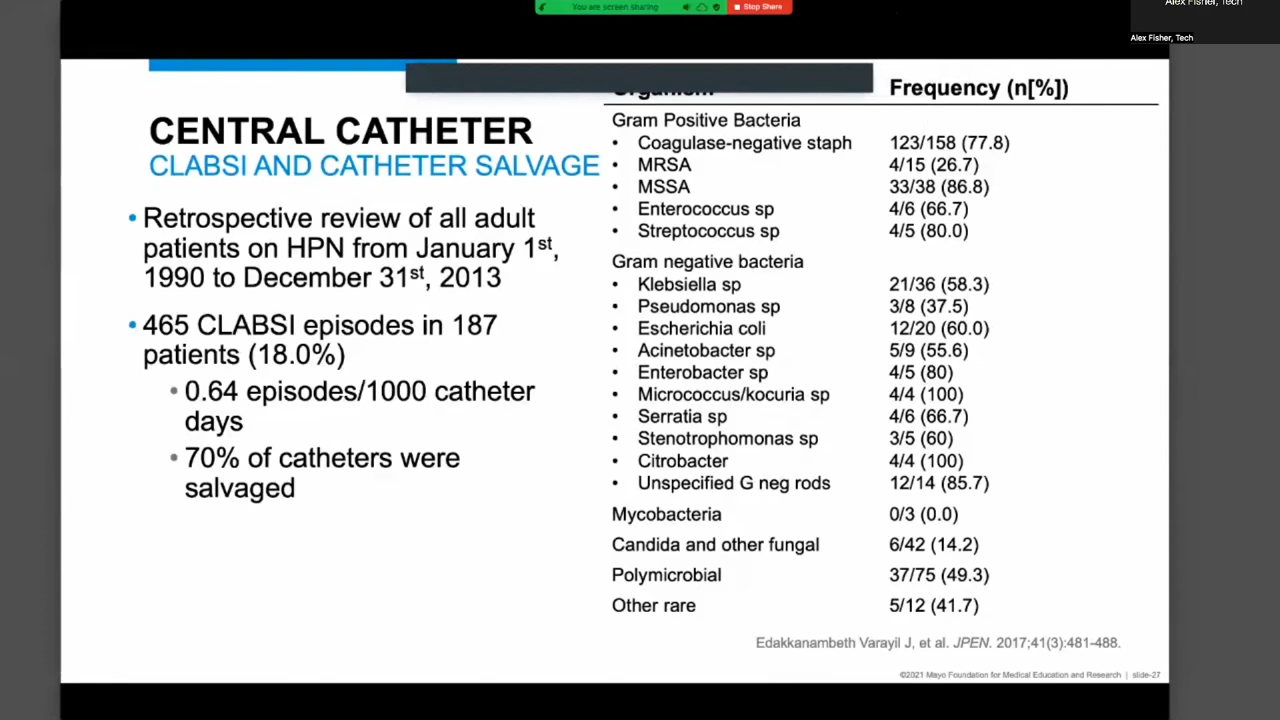 You are screen sharing
Stop Share
Alex Fisher, Tech
Alex Fisher, Tech
CENTRAL CATHETER
CLABSI AND CATHETER SALVAGE
• Retrospective review of all adult
patients on HPN from January 1st,
1990 to December 31st, 2013
• 465 CLABSI episodes in 187
patients (18.0%)
• 0.64 episodes/1000 catheter
days
• 70% of catheters were
salvaged
Organism Frequency (n[%])
Gram Positive Bacteria
• Coagulase-negative staph 123/158 (77.8)
• MRSA 4/15 (26.7)
• MSSA 33/38 (86.8)
• Enterococcus sp 4/6 (66.7)
• Streptococcus sp 4/5 (80.0)
Gram negative bacteria
• Klebsiella sp 21/36 (58.3)
• Pseudomonas sp 3/8 (37.5)
• Escherichia coli 12/20 (60.0)
• Acinetobacter sp 5/9 (55.6)
• Enterobacter sp 4/5 (80)
• Micrococcus/kocuria sp 4/4 (100)
• Serratia sp 4/6 (66.7)
• Stenotrophomonas sp 3/5 (60)
• Citrobacter 4/4 (100)
• Unspecified G neg rods 12/14 (85.7)
Mycobacteria 0/3 (0.0)
Candida and other fungal 6/42 (14.2)
Polymicrobial 37/75 (49.3)
Other rare 5/12 (41.7)
Edakkanambeth Varayil J, et al. JPEN. 2017;41(3):481-488.
©2021 Mayo Foundation for Medical Education and Research | slide-27